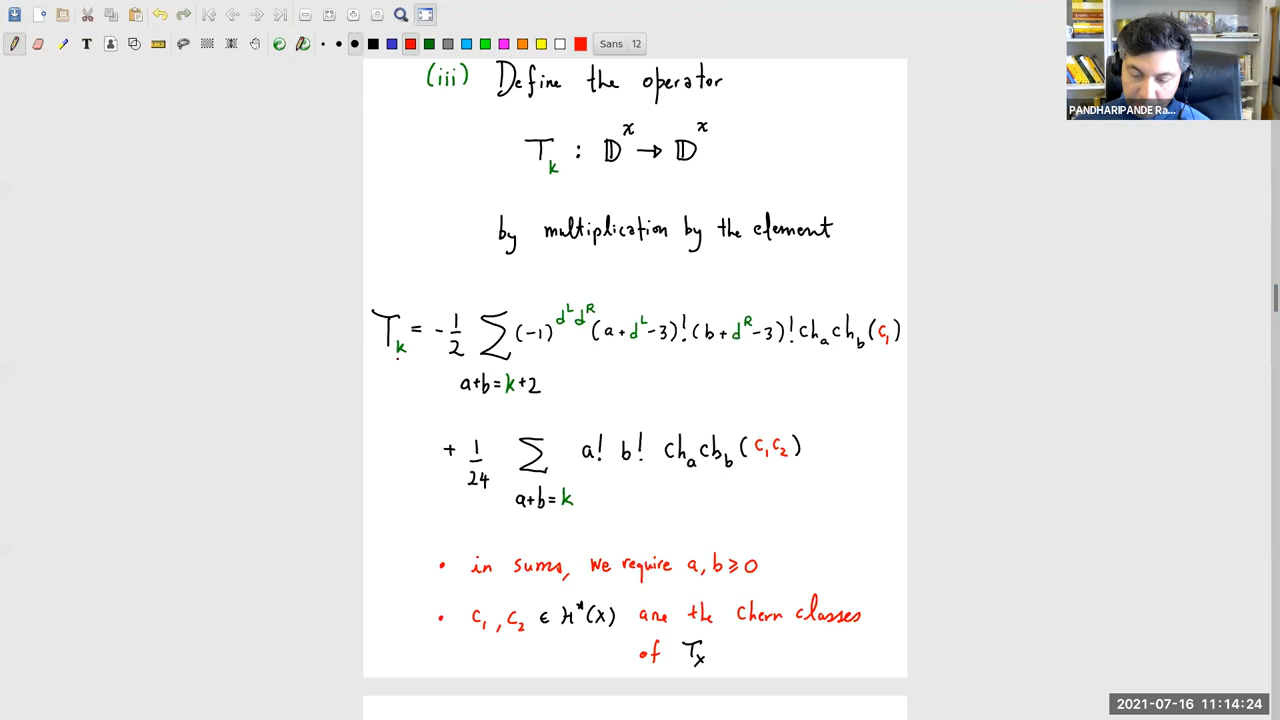 Sans 12
PANDHARIPANDE Ra...
(iii) Define the operator
T_k : 𝔻^X → 𝔻^X
by multiplication by the element
T_k = - 1/2 ∑ (-1)^{d^L d^R} (a + d^L - 3)! (b + d^R - 3)! ch_a ch_b (c_1)
a+b = k+2
+ 1/24 ∑ a! b! ch_a ch_b (c_1 c_2)
a+b = k
• in sums, we require a, b ⩾ 0
• c_1, c_2 ∈ H*(X) are the Chern classes
of T_X
2021-07-16 11:14:24